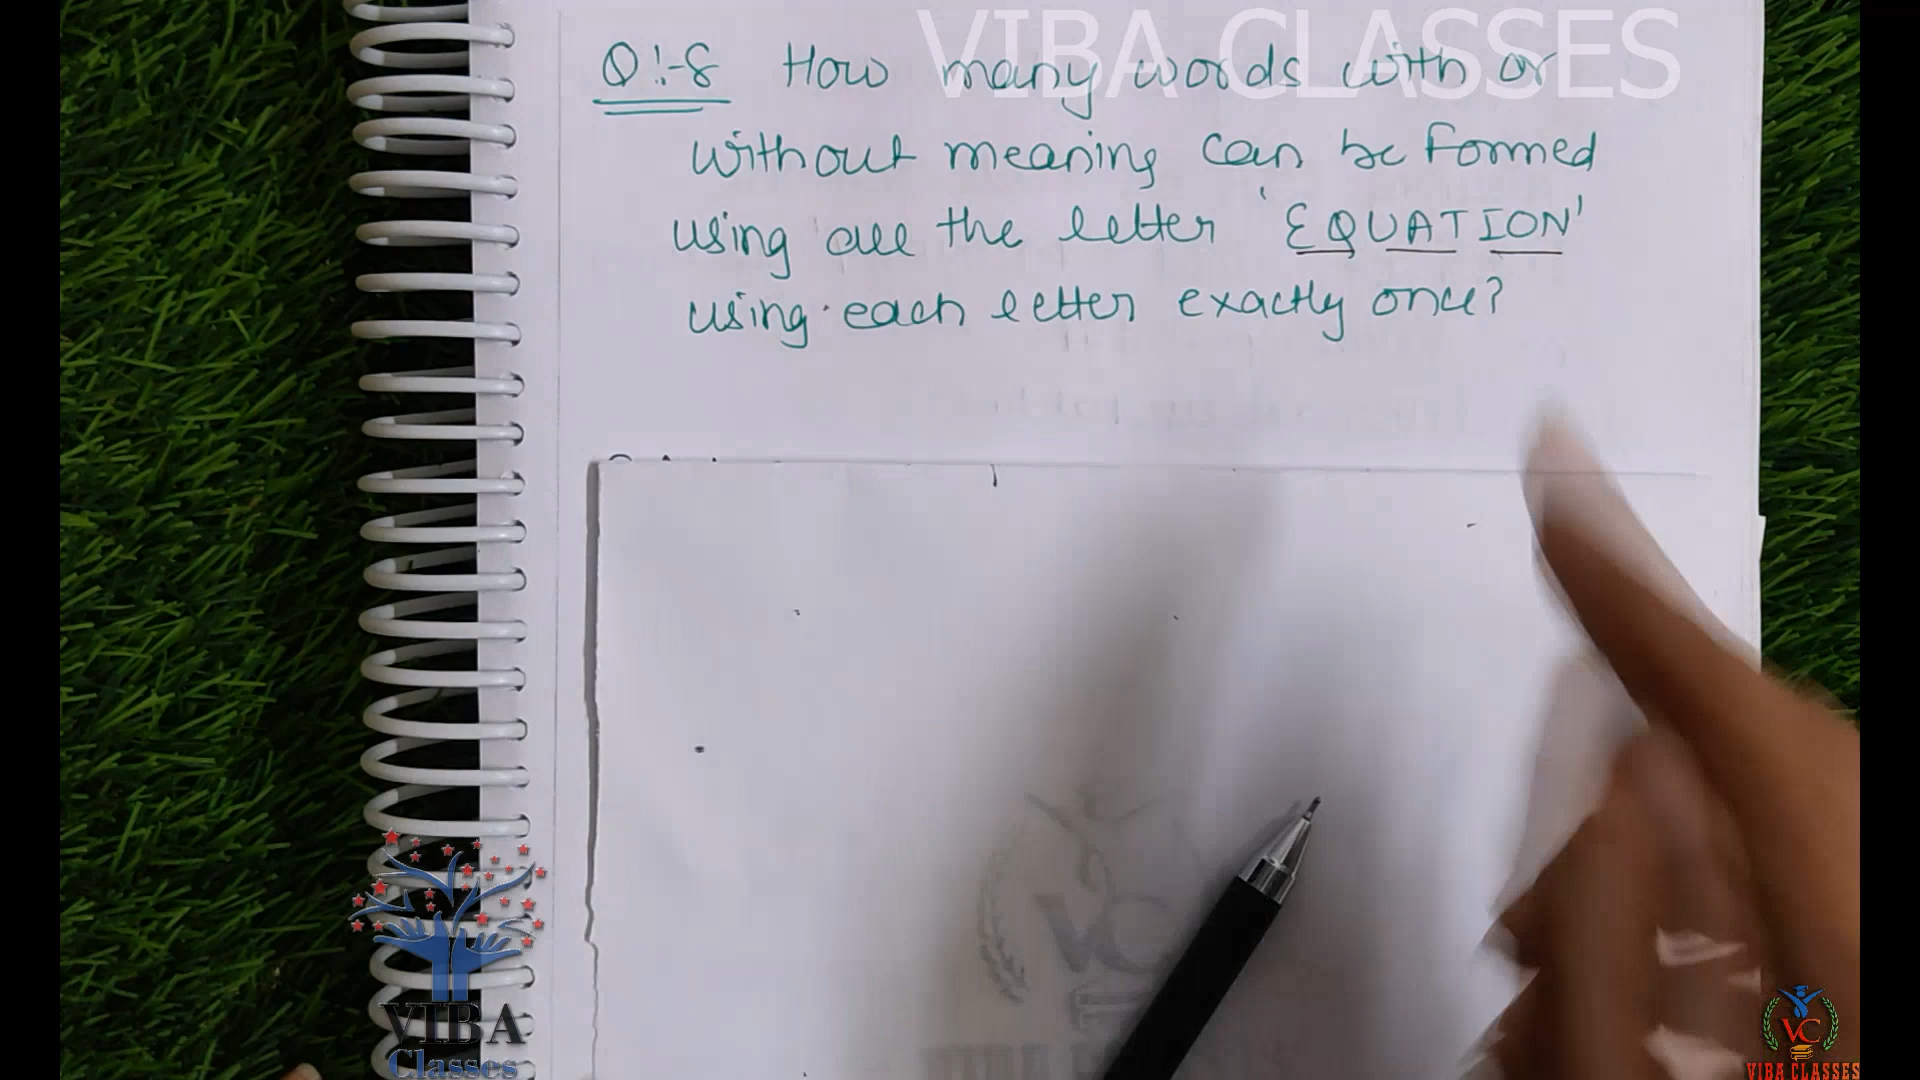 VIBA CLASSES
Q:-8 How many words with or
without meaning can be formed
using all the letter 'EQUATION'
using each letter exactly once?
VC
VIBA
Classes
VC
VIBA CLASSES